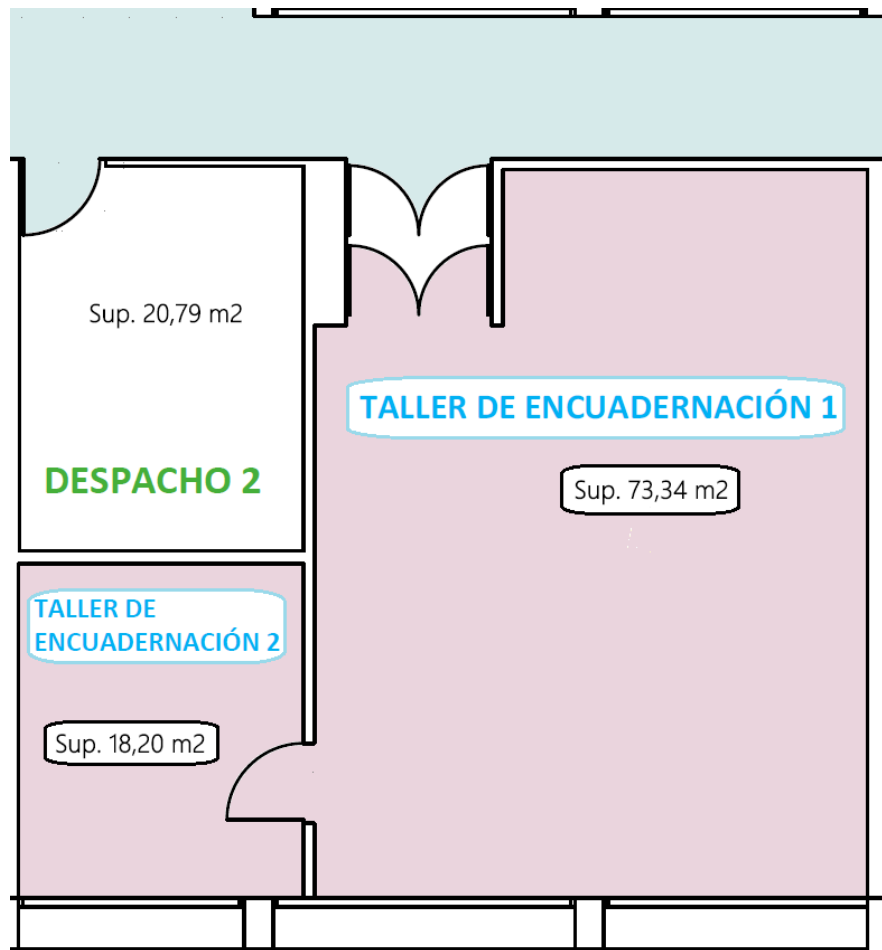 Sup. 20,79 m2
TALLER DE ENCUADERNACIÓN 1
DESPACHO 2
Sup. 73,34 m2
TALLER DE
ENCUADERNACIÓN 2
Sup. 18,20 m2